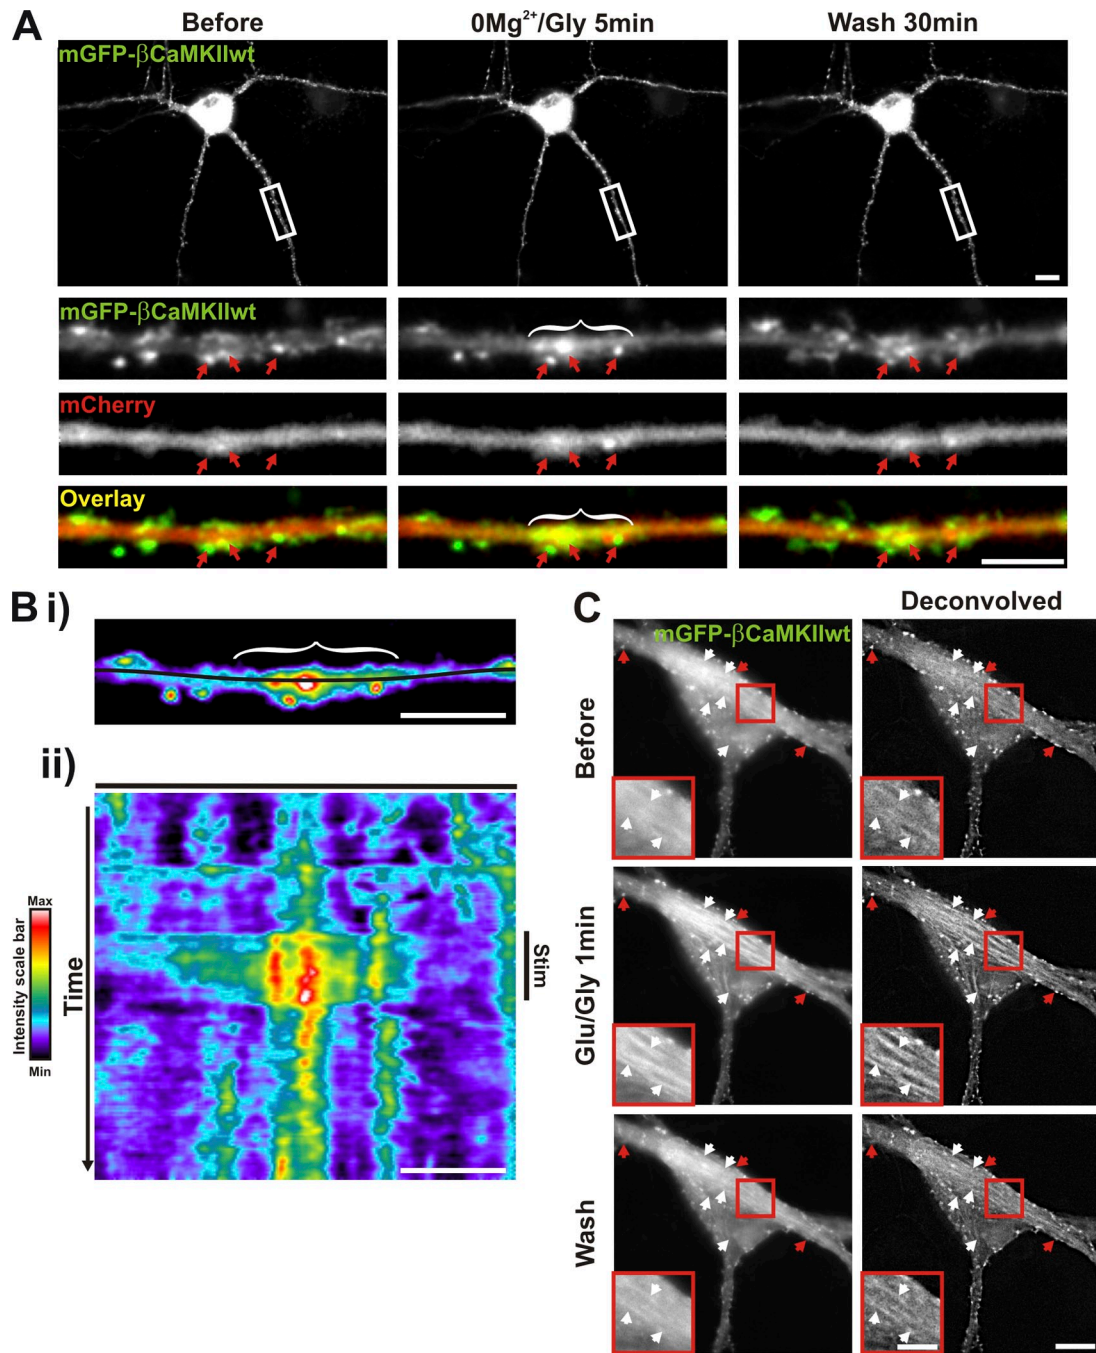 A
Before
0Mg²⁺/Gly 5min
Wash 30min
mGFP-βCaMKIIwt
mGFP-βCaMKIIwt
mCherry
Overlay
B i)
ii)
Time
Stim
Intensity scale bar
Max
Min
C
Deconvolved
mGFP-βCaMKIIwt
Before
Glu/Gly 1min
Wash